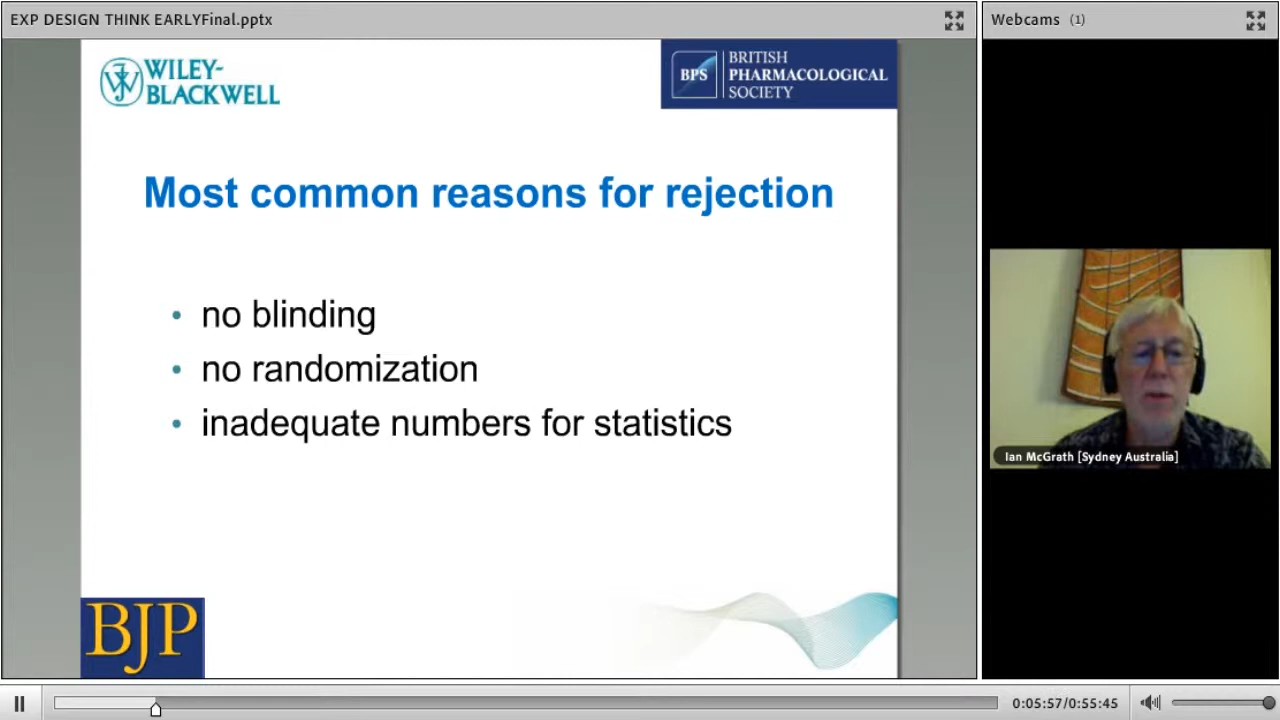 EXP DESIGN THINK EARLYFinal.pptx
Webcams (1)
WILEY-
BLACKWELL
BPS
BRITISH
PHARMACOLOGICAL
SOCIETY
Most common reasons for rejection
• no blinding
• no randomization
• inadequate numbers for statistics
Ian McGrath [Sydney Australia]
BJP
0:05:57/0:55:45